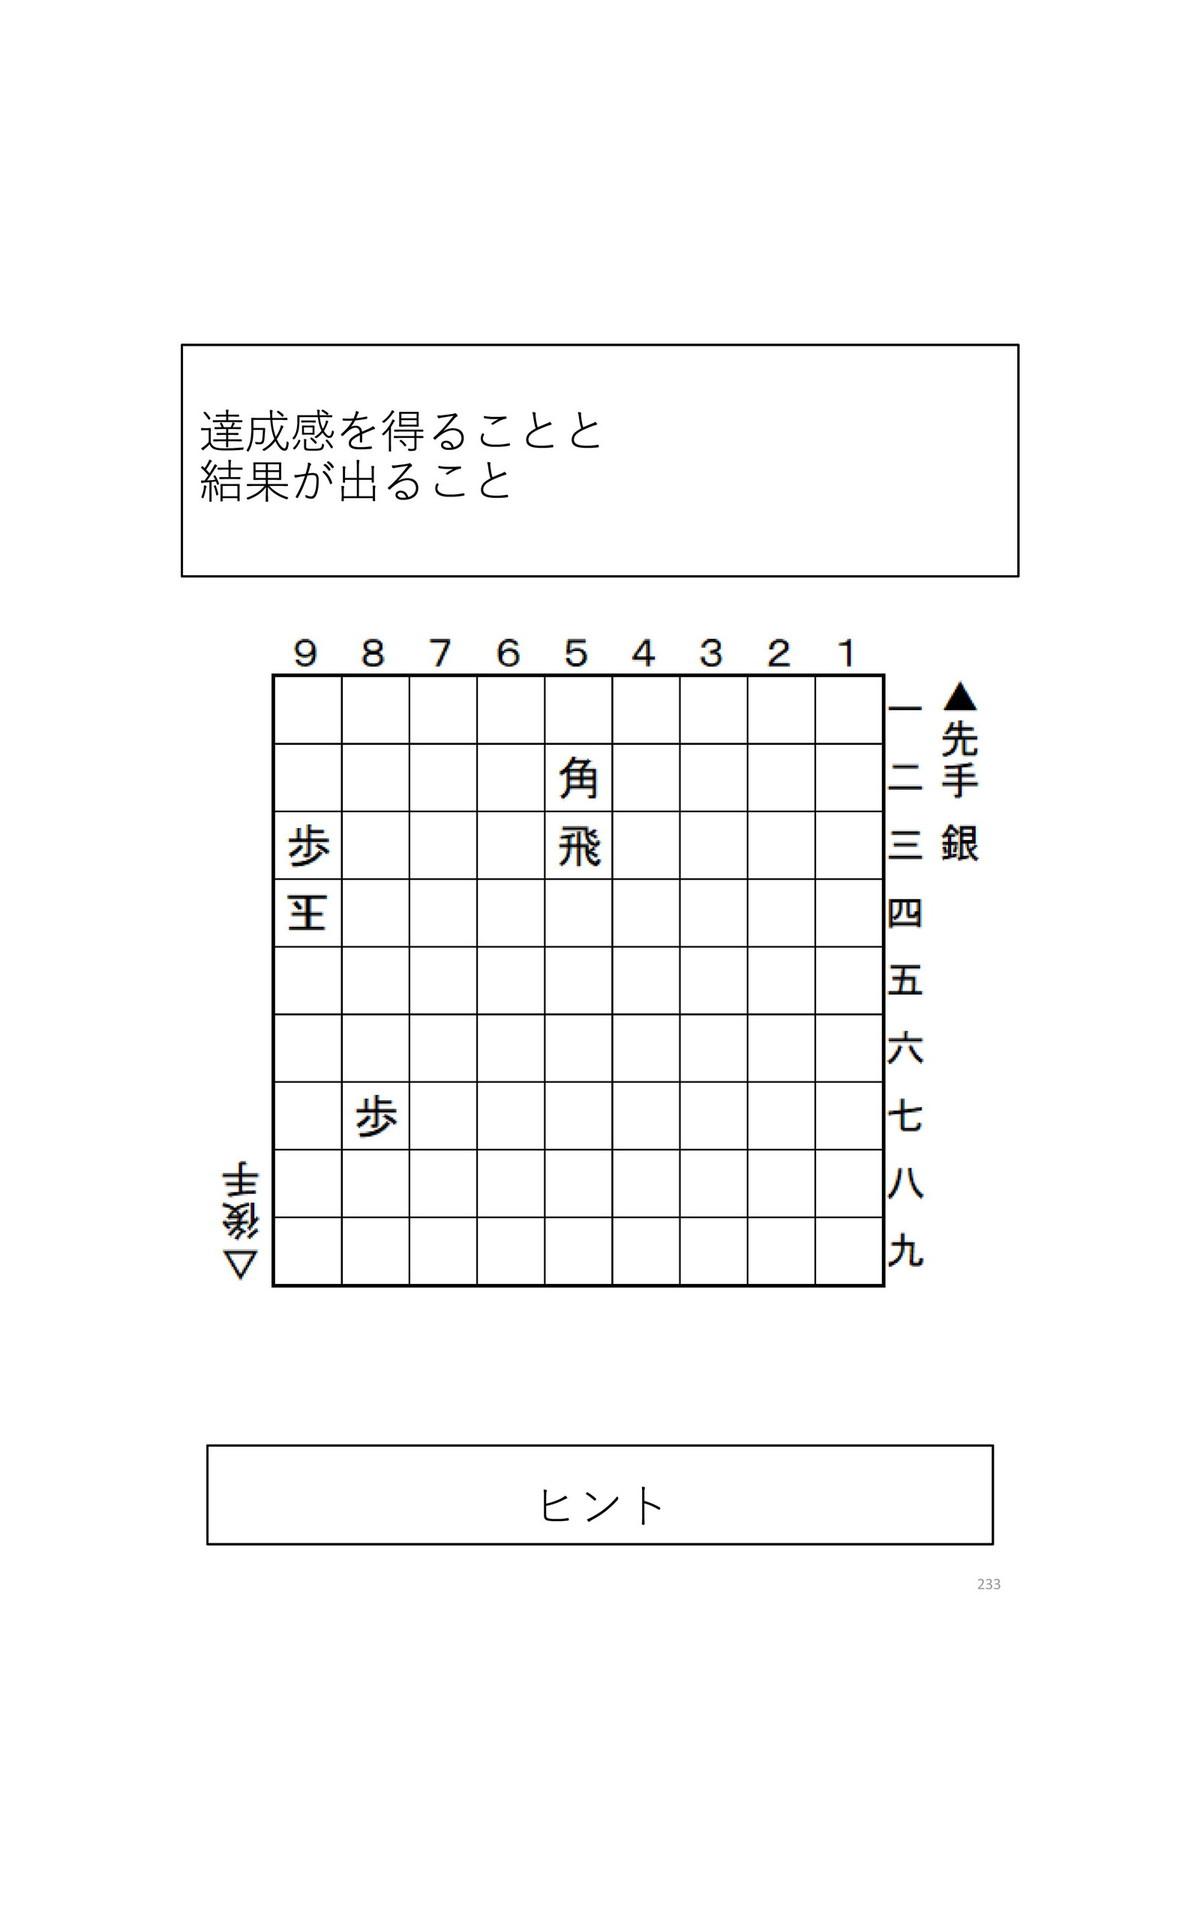 達成感を得ることと
結果が出ること
9 8 7 6 5 4 3 2 1
一
角 二
歩 飛 三
王 四
五
六
歩 七
八
九
▲先手 銀
△後手
ヒント
233